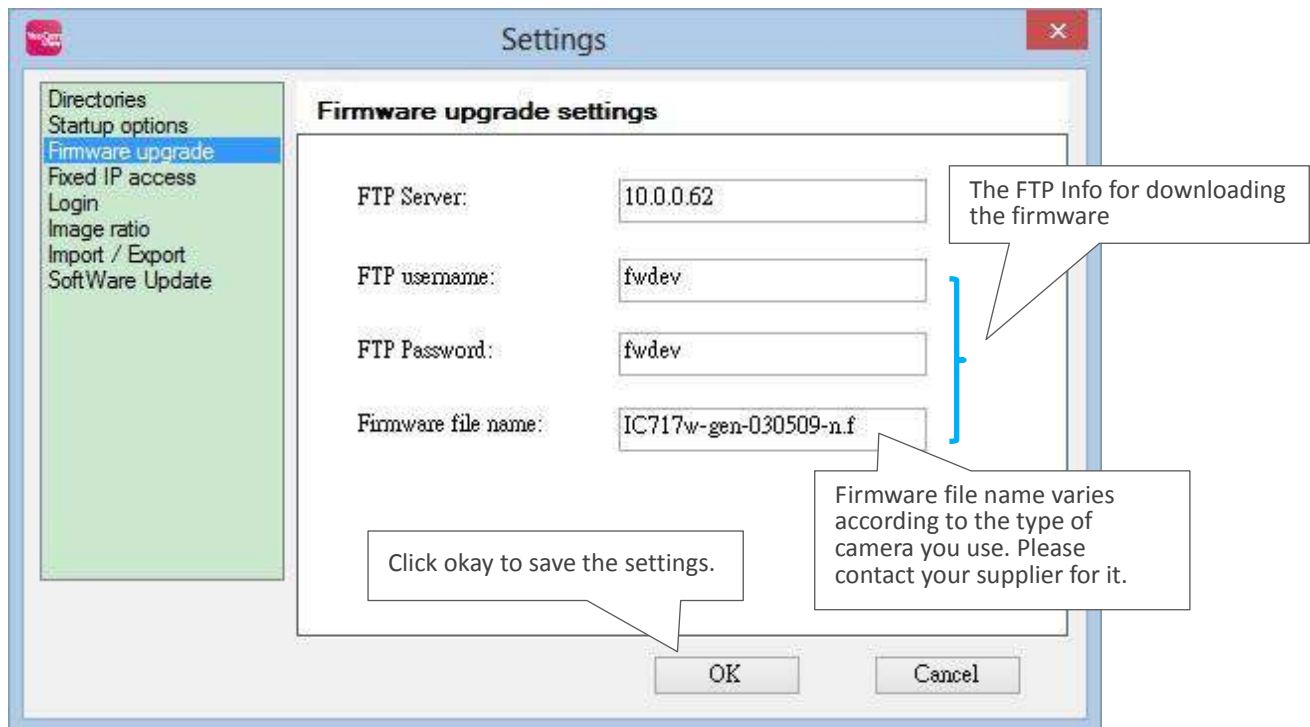 Settings
Directories
Startup options
Firmware upgrade
Fixed IP access
Login
Image ratio
Import / Export
SoftWare Update
Firmware upgrade settings
FTP Server:
10.0.0.62
FTP username:
fwdev
FTP Password:
fwdev
Firmware file name:
IC717w-gen-030509-n.f
The FTP Info for downloading
the firmware
Firmware file name varies
according to the type of
camera you use. Please
contact your supplier for it.
Click okay to save the settings.
OK
Cancel